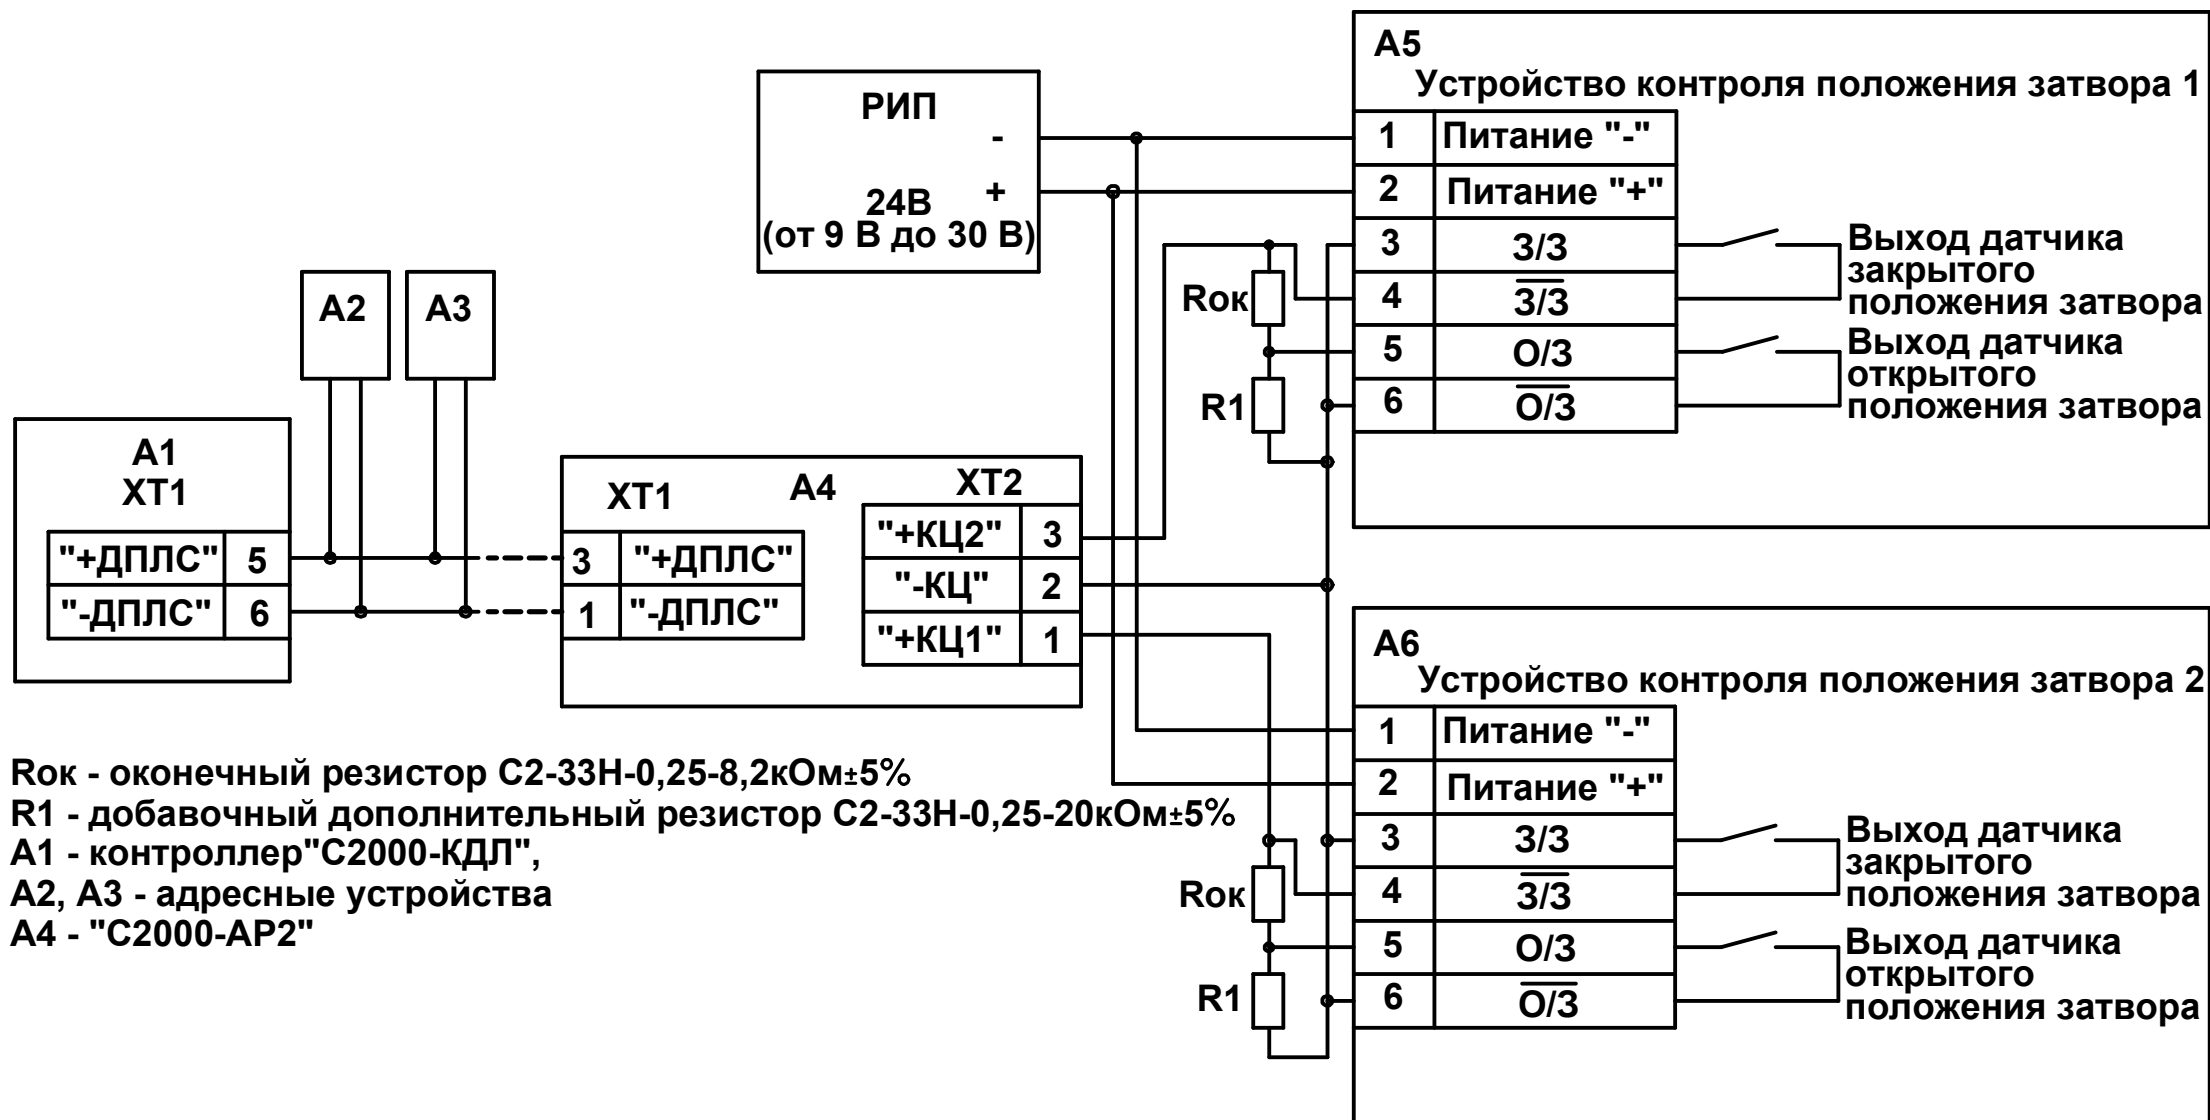 А5
Устройство контроля положения затвора 1
1 Питание "-"
2 Питание "+"
3 З/З
4 З/З
5 О/З
6 О/З
Выход датчика
закрытого
положения затвора
Выход датчика
открытого
положения затвора
РИП
-
+
24В
(от 9 В до 30 В)
Rок
R1
А2
А3
А1
ХТ1
"+ДПЛС" 5
"-ДПЛС" 6
ХТ1
А4
ХТ2
3 "+ДПЛС"
1 "-ДПЛС"
"+КЦ2" 3
"-КЦ" 2
"+КЦ1" 1
А6
Устройство контроля положения затвора 2
1 Питание "-"
2 Питание "+"
3 З/З
4 З/З
5 О/З
6 О/З
Выход датчика
закрытого
положения затвора
Выход датчика
открытого
положения затвора
Rок
R1
Rок - оконечный резистор С2-33Н-0,25-8,2кОм±5%
R1 - добавочный дополнительный резистор С2-33Н-0,25-20кОм±5%
А1 - контроллер"С2000-КДЛ",
А2, А3 - адресные устройства
А4 - "С2000-АР2"